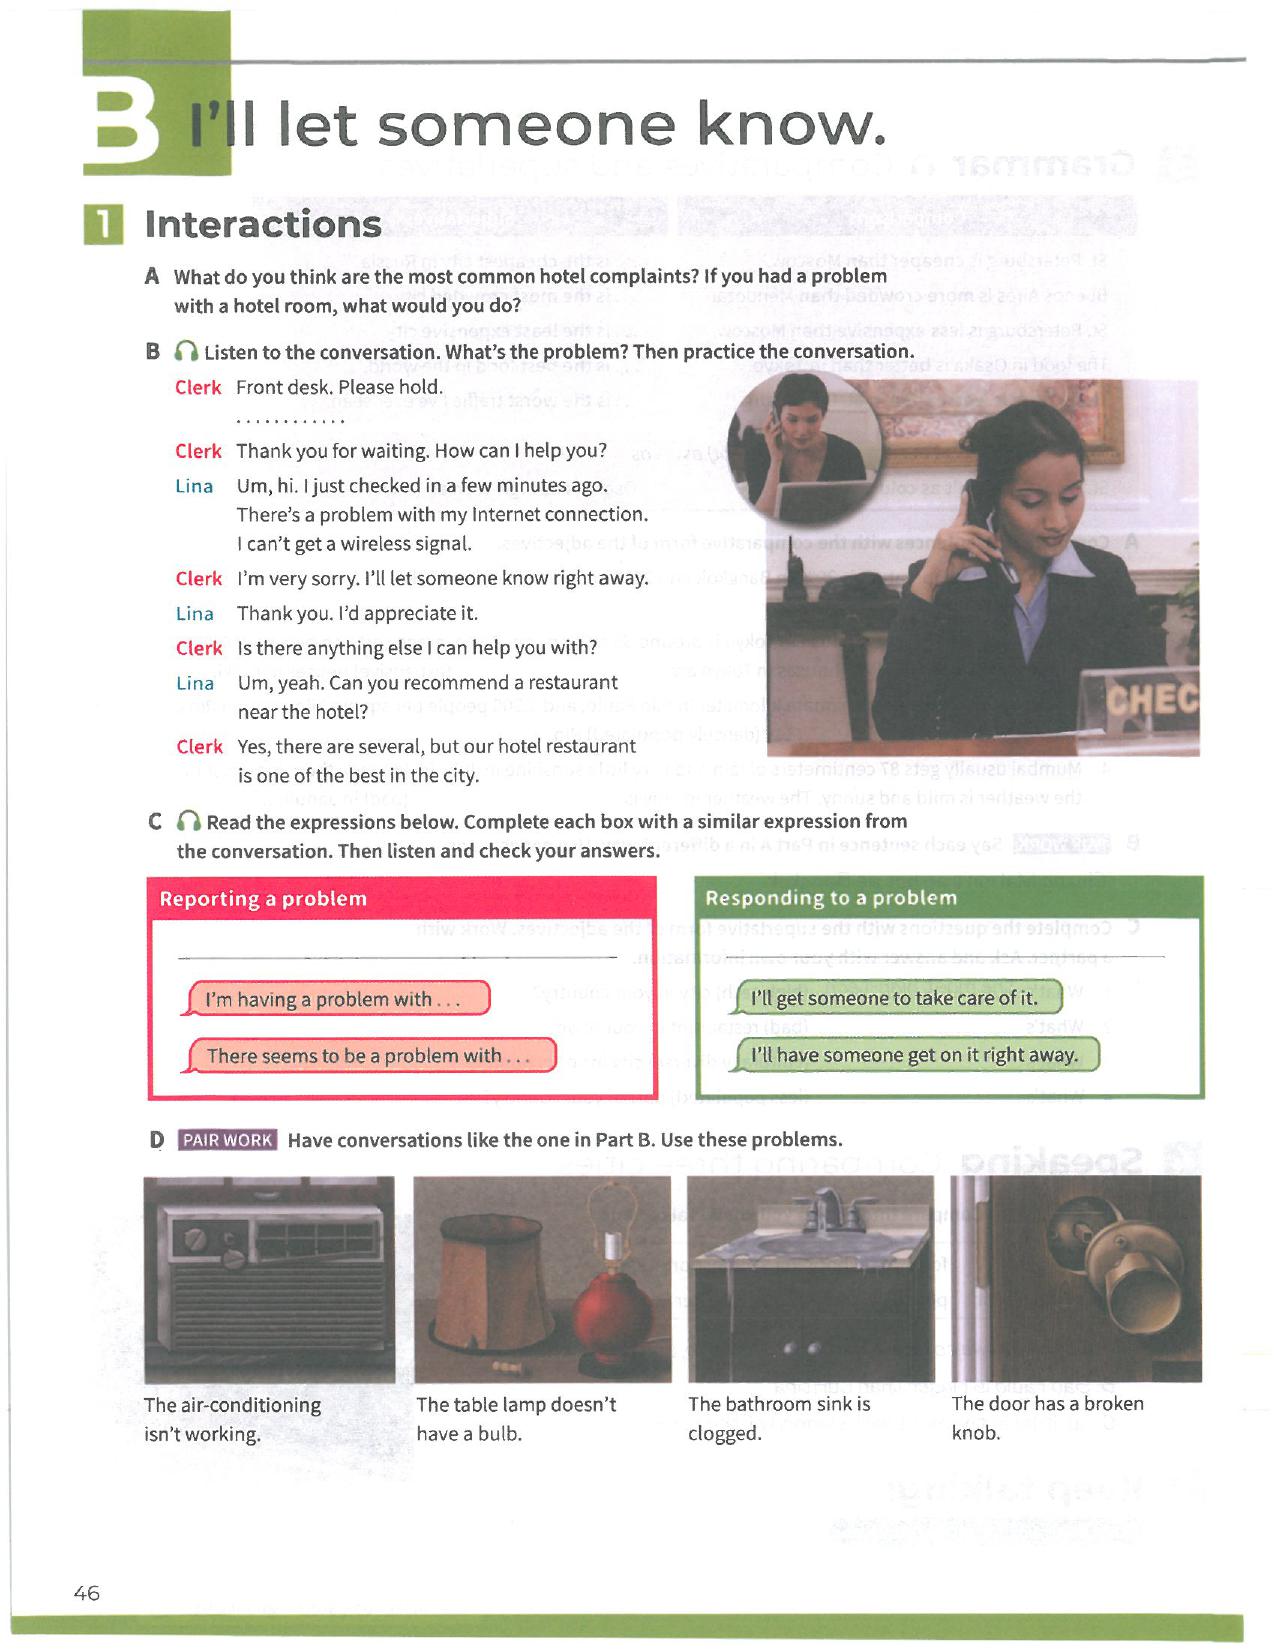 B I'll let someone know.
1 Interactions
A What do you think are the most common hotel complaints? If you had a problem
with a hotel room, what would you do?
B Listen to the conversation. What's the problem? Then practice the conversation.
Clerk Front desk. Please hold.
............
Clerk Thank you for waiting. How can I help you?
Lina Um, hi. I just checked in a few minutes ago.
There's a problem with my Internet connection.
I can't get a wireless signal.
Clerk I'm very sorry. I'll let someone know right away.
Lina Thank you. I'd appreciate it.
Clerk Is there anything else I can help you with?
Lina Um, yeah. Can you recommend a restaurant
near the hotel?
Clerk Yes, there are several, but our hotel restaurant
is one of the best in the city.
CHEC
C Read the expressions below. Complete each box with a similar expression from
the conversation. Then listen and check your answers.
Reporting a problem
I'm having a problem with . . .
There seems to be a problem with . . .
Responding to a problem
I'll get someone to take care of it.
I'll have someone get on it right away.
D PAIR WORK Have conversations like the one in Part B. Use these problems.
The air-conditioning
isn't working.
The table lamp doesn't
have a bulb.
The bathroom sink is
clogged.
The door has a broken
knob.
46